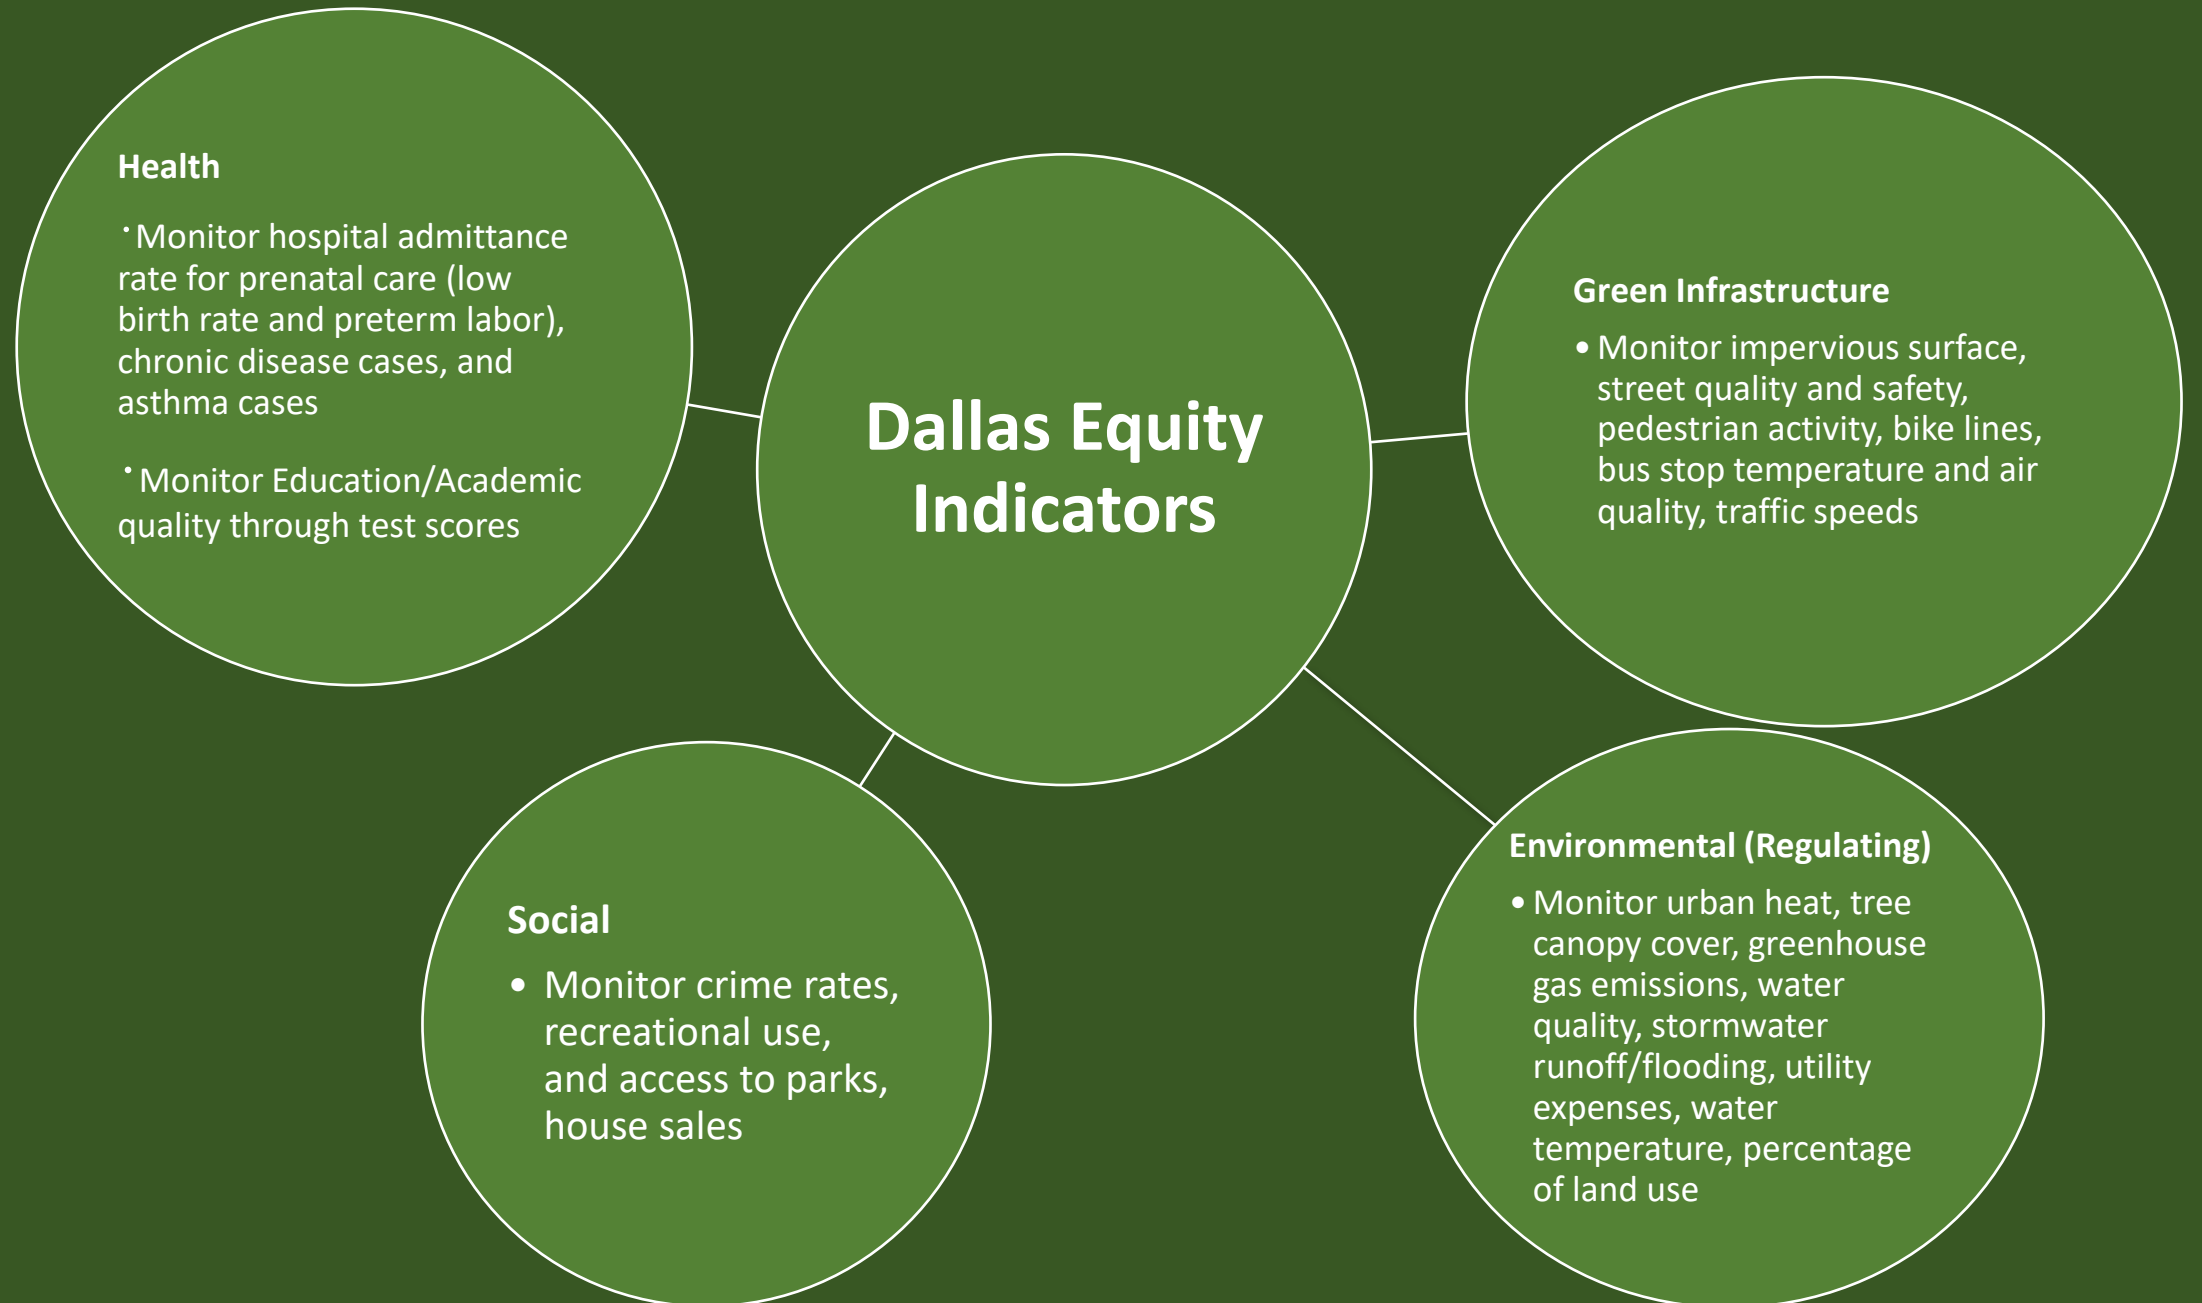 Health
·Monitor hospital admittance
rate for prenatal care (low
birth rate and preterm labor),
chronic disease cases, and
asthma cases
·Monitor Education/Academic
quality through test scores
Dallas Equity
Indicators
Green Infrastructure
•Monitor impervious surface,
street quality and safety,
pedestrian activity, bike lines,
bus stop temperature and air
quality, traffic speeds
Social
• Monitor crime rates,
recreational use,
and access to parks,
house sales
Environmental (Regulating)
•Monitor urban heat, tree
canopy cover, greenhouse
gas emissions, water
quality, stormwater
runoff/flooding, utility
expenses, water
temperature, percentage
of land use